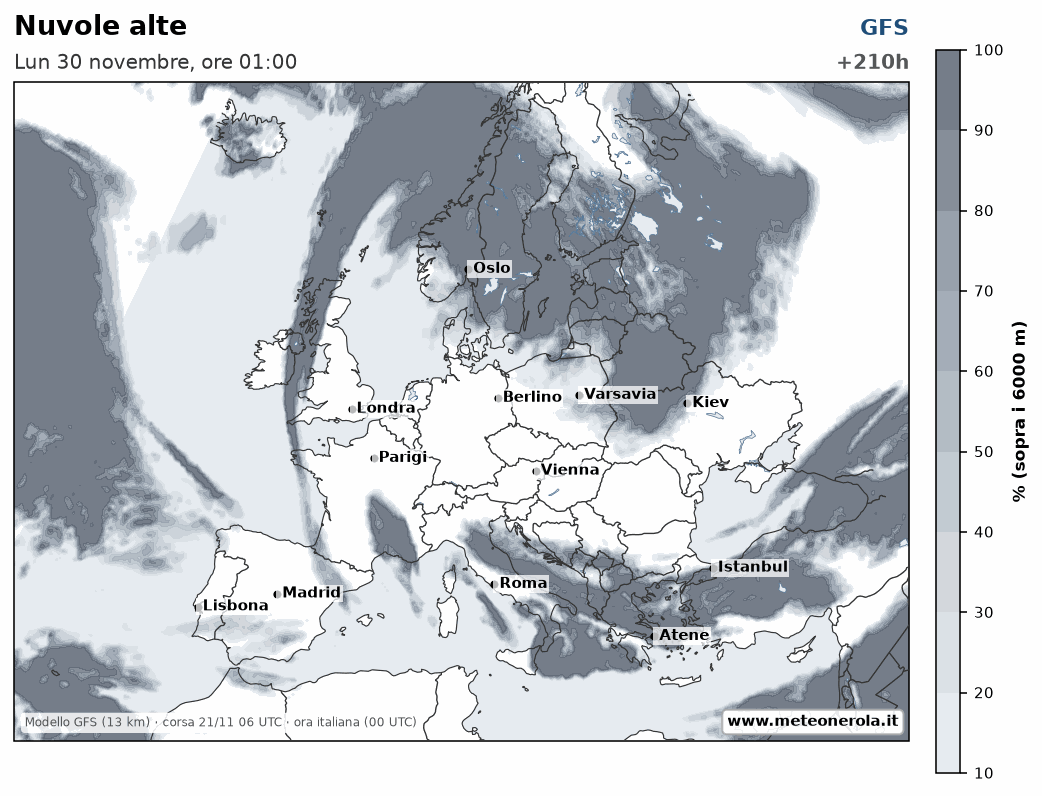 Nuvole alte
GFS
Lun 30 novembre, ore 01:00
+210h
100
90
80
70
60
50
40
30
20
10
% (sopra i 6000 m)
Oslo
Berlino
Varsavia
Kiev
Londra
Parigi
Vienna
Istanbul
Roma
Madrid
Lisbona
Atene
Modello GFS (13 km) · corsa 21/11 06 UTC · ora italiana (00 UTC)
www.meteonerola.it